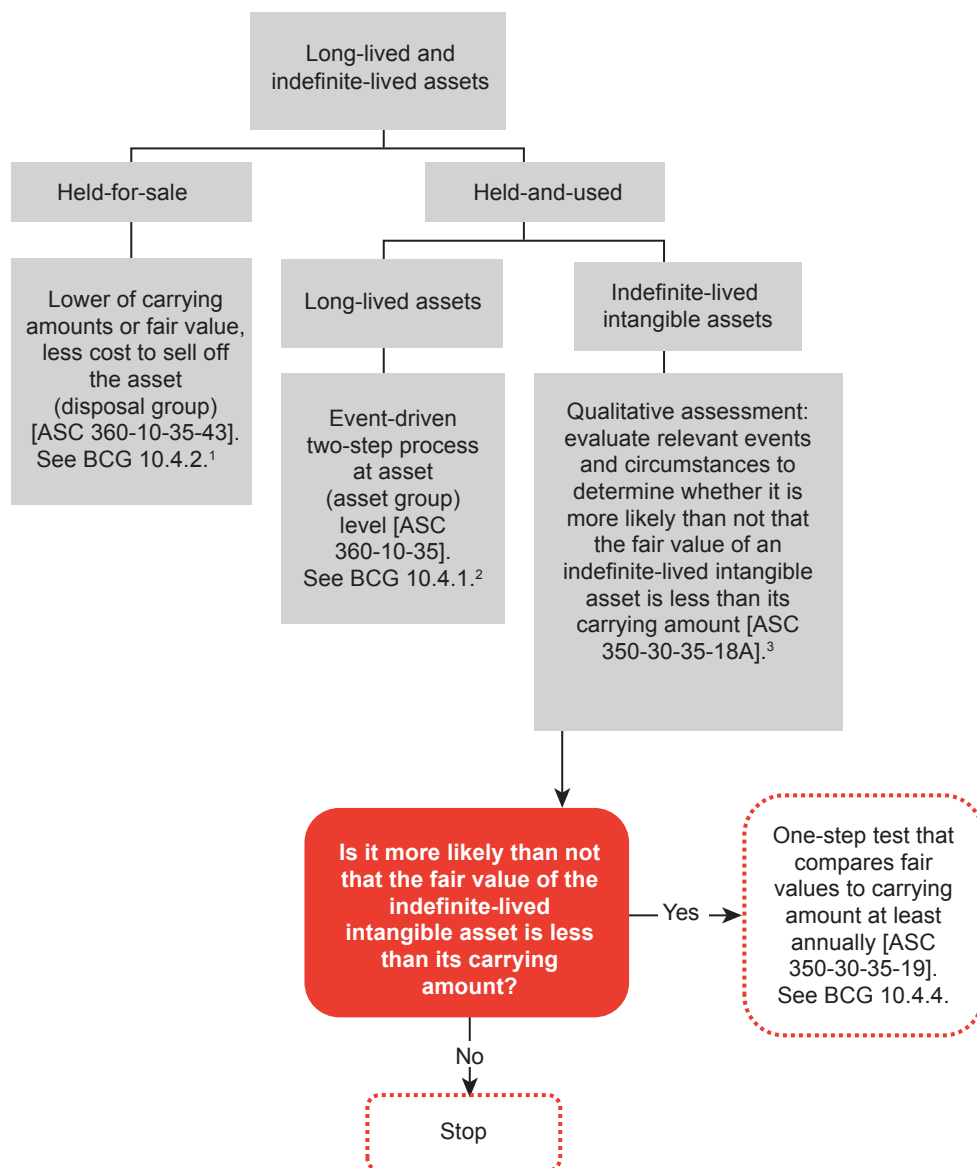 Long-lived and
indefinite-lived assets
Held-for-sale
Held-and-used
Lower of carrying
amounts or fair value,
less cost to sell off
the asset
(disposal group)
[ASC 360-10-35-43].
See BCG 10.4.2.¹
Long-lived assets
Indefinite-lived
intangible assets
Event-driven
two-step process
at asset
(asset group)
level [ASC
360-10-35].
See BCG 10.4.1.²
Qualitative assessment:
evaluate relevant events
and circumstances to
determine whether it is
more likely than not that
the fair value of an
indefinite-lived intangible
asset is less than its
carrying amount [ASC
350-30-35-18A].³
Is it more likely than not
that the fair value of the
indefinite-lived
intangible asset is less
than its carrying
amount?
Yes
One-step test that
compares fair
values to carrying
amount at least
annually [ASC
350-30-35-19].
See BCG 10.4.4.
No
Stop